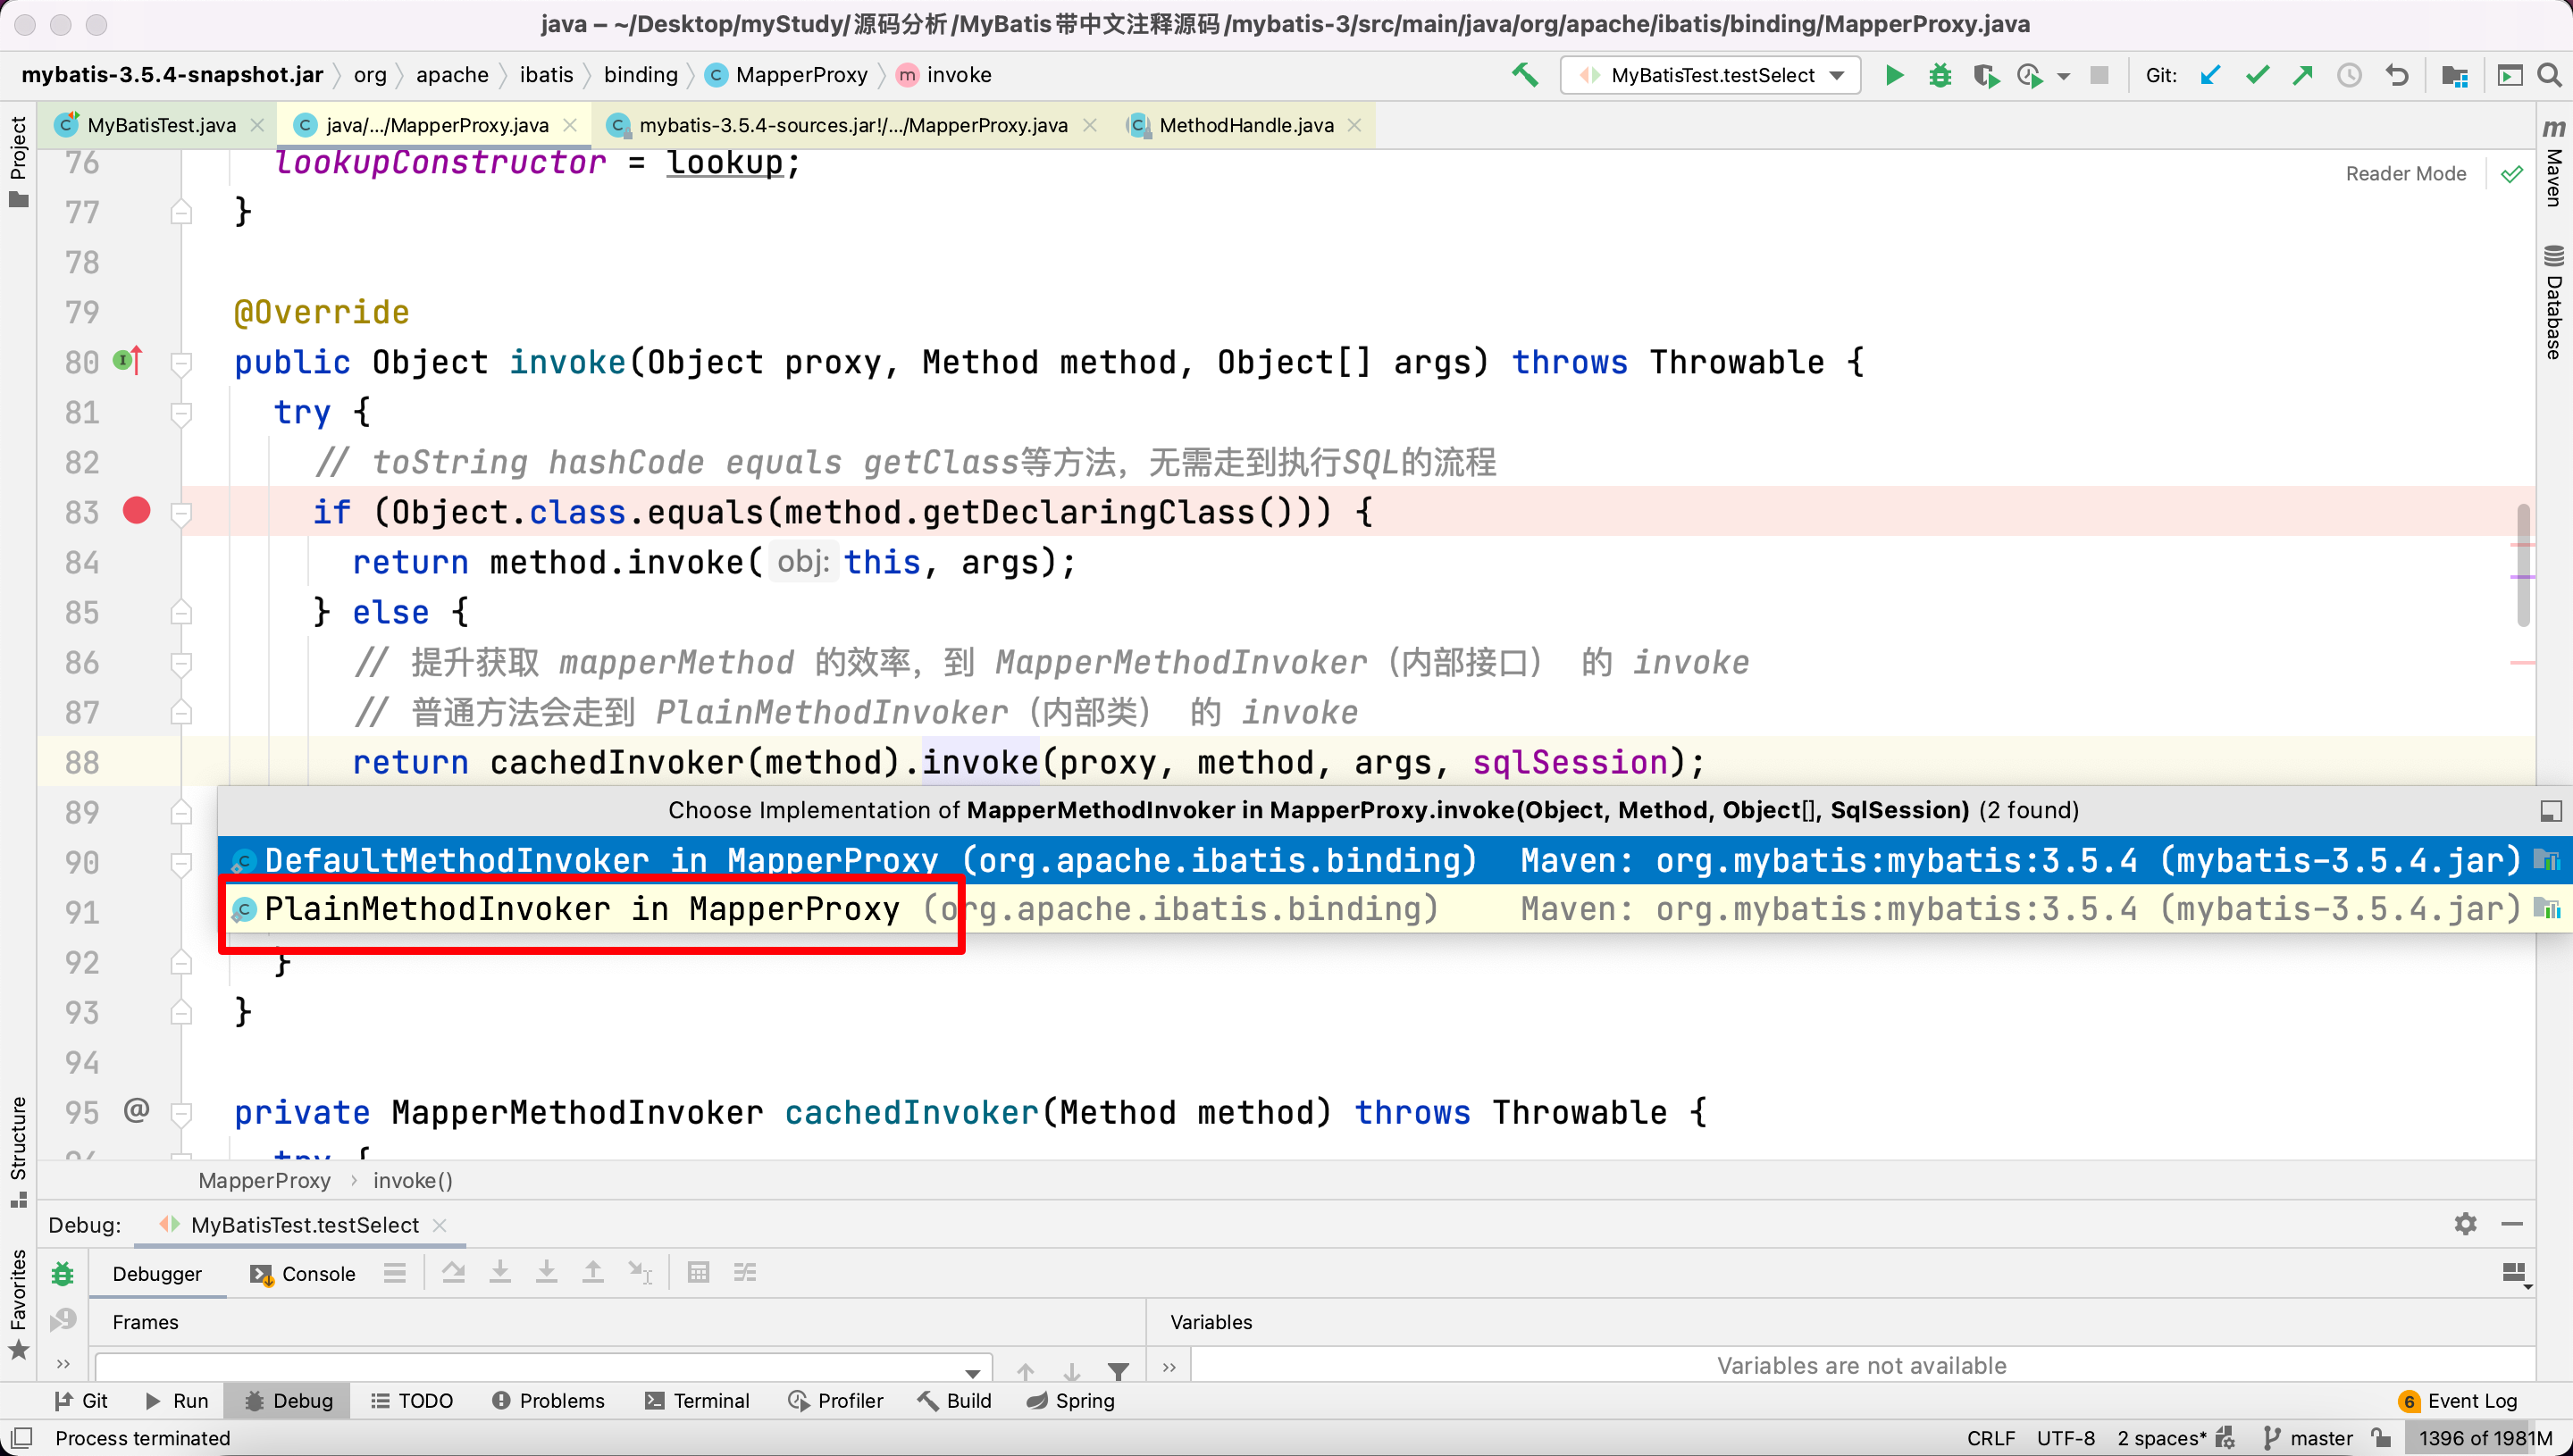 java – ~/Desktop/myStudy/源码分析/MyBatis带中文注释源码/mybatis-3/src/main/java/org/apache/ibatis/binding/MapperProxy.java
mybatis-3.5.4-snapshot.jar org apache ibatis binding MapperProxy invoke MyBatisTest.testSelect Git:
MyBatisTest.java java/.../MapperProxy.java mybatis-3.5.4-sources.jar!/.../MapperProxy.java MethodHandle.java
Project
Maven
Database
Structure
Favorites
Reader Mode
76 lookupConstructor = lookup;
77 }
78
79 @Override
80 public Object invoke(Object proxy, Method method, Object[] args) throws Throwable {
81 try {
82 // toString hashCode equals getClass等方法，无需走到执行SQL的流程
83 if (Object.class.equals(method.getDeclaringClass())) {
84 return method.invoke( obj: this, args);
85 } else {
86 // 提升获取 mapperMethod 的效率，到 MapperMethodInvoker（内部接口） 的 invoke
87 // 普通方法会走到 PlainMethodInvoker（内部类） 的 invoke
88 return cachedInvoker(method).invoke(proxy, method, args, sqlSession);
89 Choose Implementation of MapperMethodInvoker in MapperProxy.invoke(Object, Method, Object[], SqlSession) (2 found)
90 DefaultMethodInvoker in MapperProxy (org.apache.ibatis.binding) Maven: org.mybatis:mybatis:3.5.4 (mybatis-3.5.4.jar)
91 PlainMethodInvoker in MapperProxy (org.apache.ibatis.binding) Maven: org.mybatis:mybatis:3.5.4 (mybatis-3.5.4.jar)
92 }
93 }
94
95 @ private MapperMethodInvoker cachedInvoker(Method method) throws Throwable {
96 try {
MapperProxy › invoke()
Debug: MyBatisTest.testSelect
Debugger Console
Frames Variables
Variables are not available
Git Run Debug TODO Problems Terminal Profiler Build Spring 6 Event Log
Process terminated CRLF UTF-8 2 spaces* master 1396 of 1981M